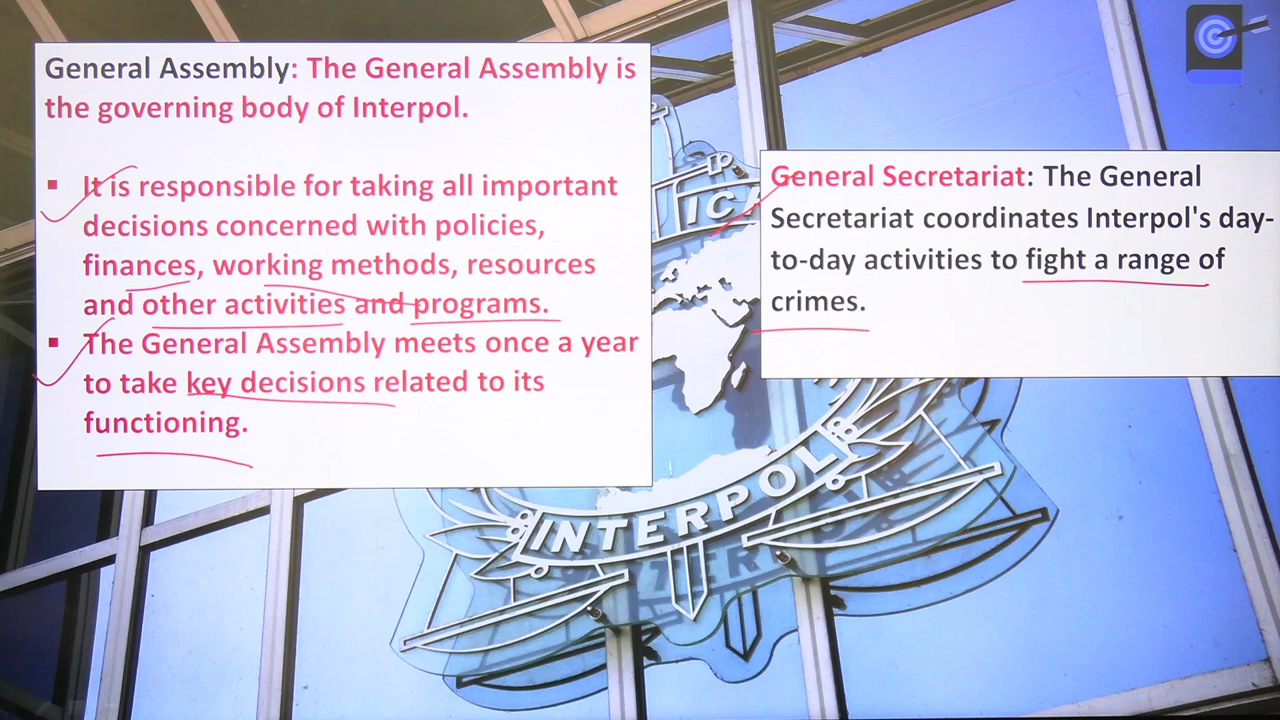 General Assembly: The General Assembly is
the governing body of Interpol.
▪ It is responsible for taking all important
decisions concerned with policies,
finances, working methods, resources
and other activities and programs.
▪ The General Assembly meets once a year
to take key decisions related to its
functioning.
General Secretariat: The General
Secretariat coordinates Interpol's day-
to-day activities to fight a range of
crimes.
INTERPOL